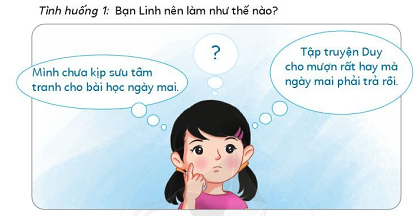 Tình huống 1: Bạn Linh nên làm như thế nào?
?
Mình chưa kịp sưu tầm
tranh cho bài học ngày mai.
Tập truyện Duy
cho mượn rất hay mà
ngày mai phải trả rồi.